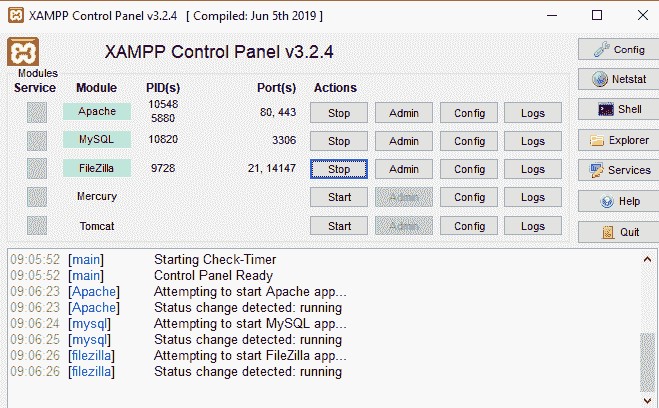 XAMPP Control Panel v3.2.4 [ Compiled: Jun 5th 2019 ]
XAMPP Control Panel v3.2.4
Config
Modules
Service Module PID(s) Port(s) Actions
Netstat
Apache 10548 5880 80, 443 Stop Admin Config Logs
Shell
MySQL 10820 3306 Stop Admin Config Logs
Explorer
FileZilla 9728 21, 14147 Stop Admin Config Logs
Services
Mercury Start Admin Config Logs
Help
Tomcat Start Admin Config Logs
Quit
09:05:52 [main] Starting Check-Timer
09:05:52 [main] Control Panel Ready
09:06:23 [Apache] Attempting to start Apache app...
09:06:23 [Apache] Status change detected: running
09:06:24 [mysql] Attempting to start MySQL app...
09:06:25 [mysql] Status change detected: running
09:06:26 [filezilla] Attempting to start FileZilla app...
09:06:26 [filezilla] Status change detected: running